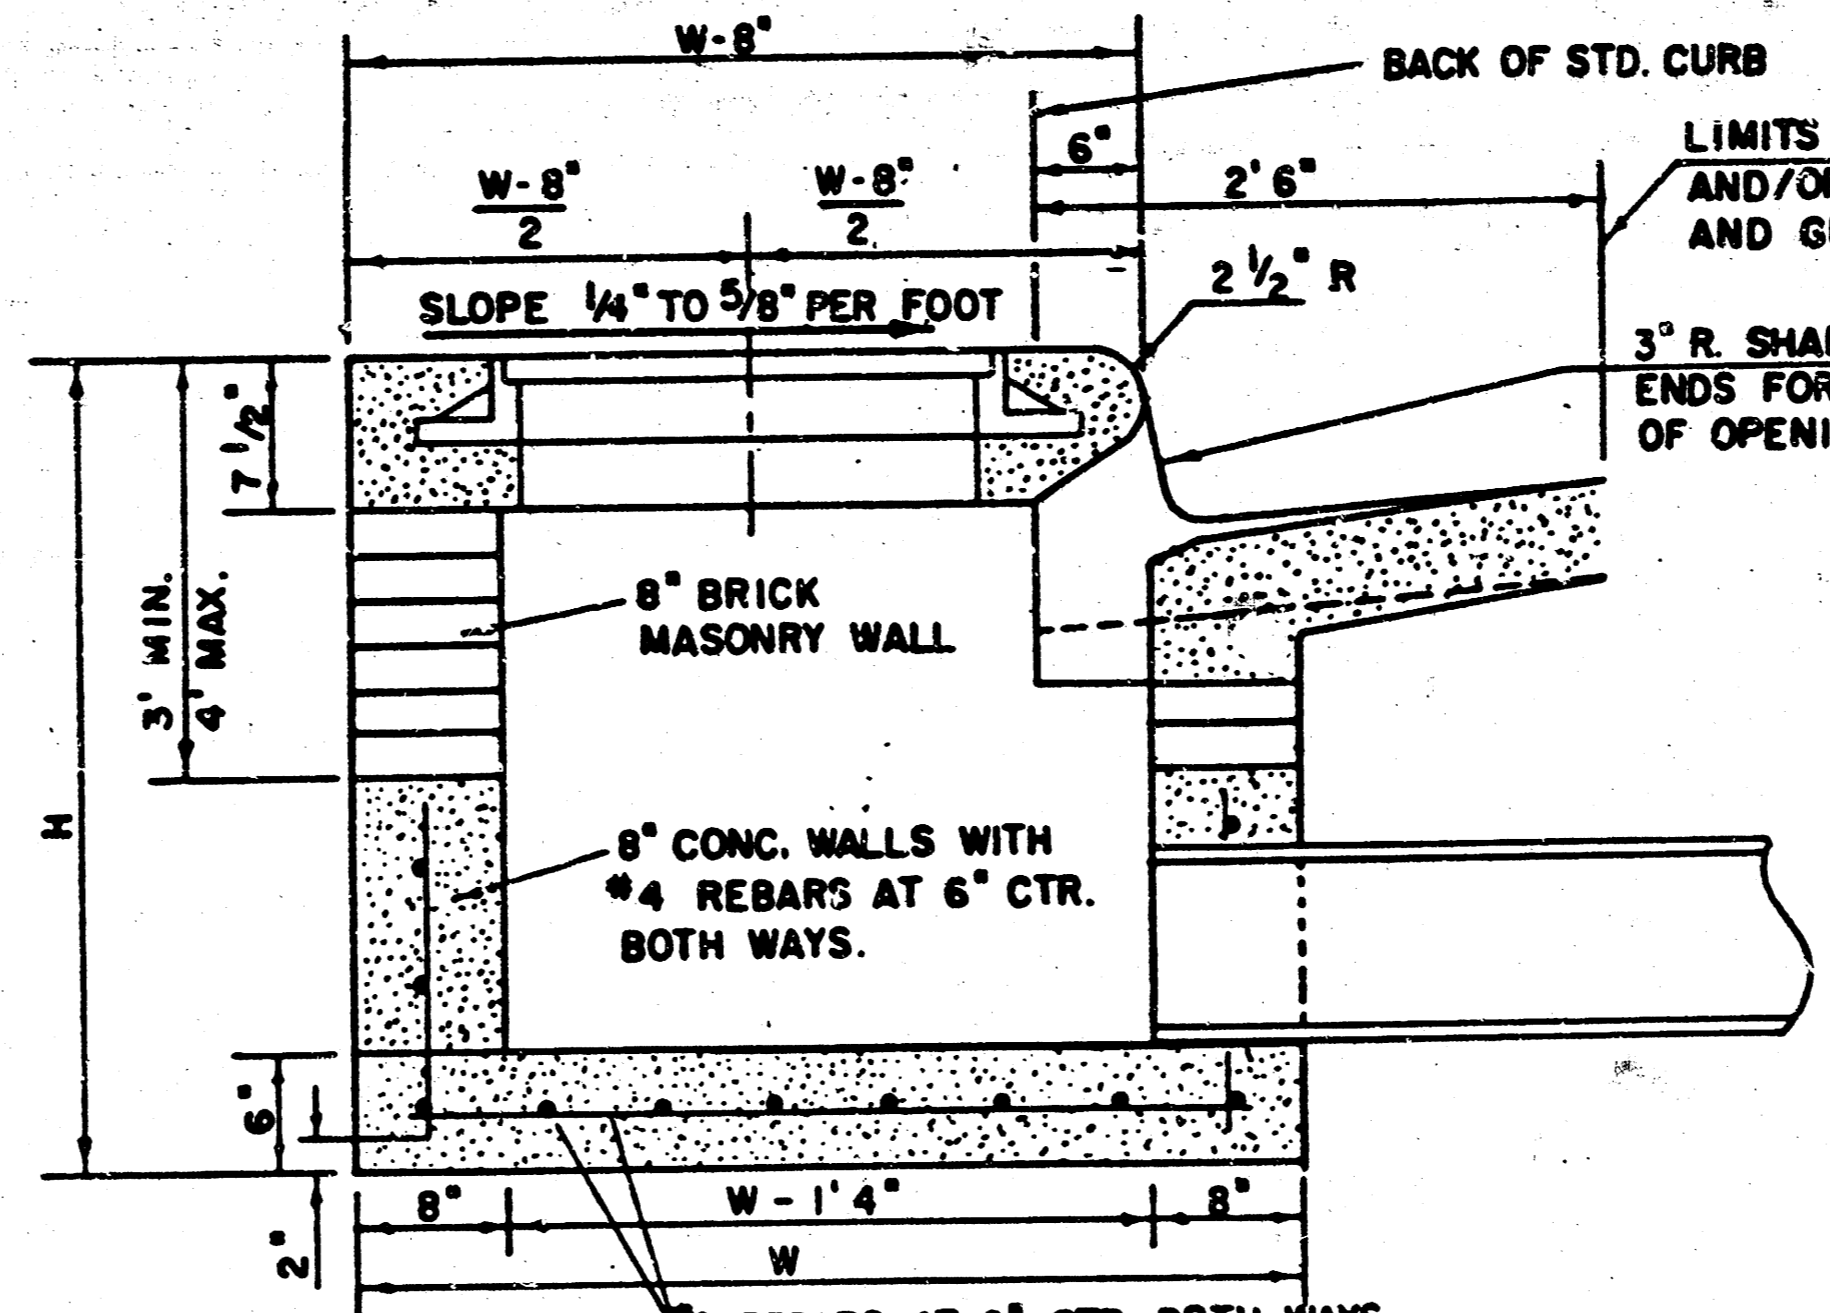 W-8"
BACK OF STD. CURB
6"
LIMITS
2' 6"
AND/
AND
W-8"
2
W-8"
2
2 1/2" R
SLOPE 1/4" TO 5/8" PER FOOT
3" R.
ENDS FOR
OF
7 1/2"
3' MIN.
4' MAX.
8" BRICK
MASONRY WALL
H
8" CONC. WALLS WITH
#4 REBARS AT 6" CTR.
BOTH WAYS.
6"
2"
8"
W - 1' 4"
8"
W
BOTH WAYS